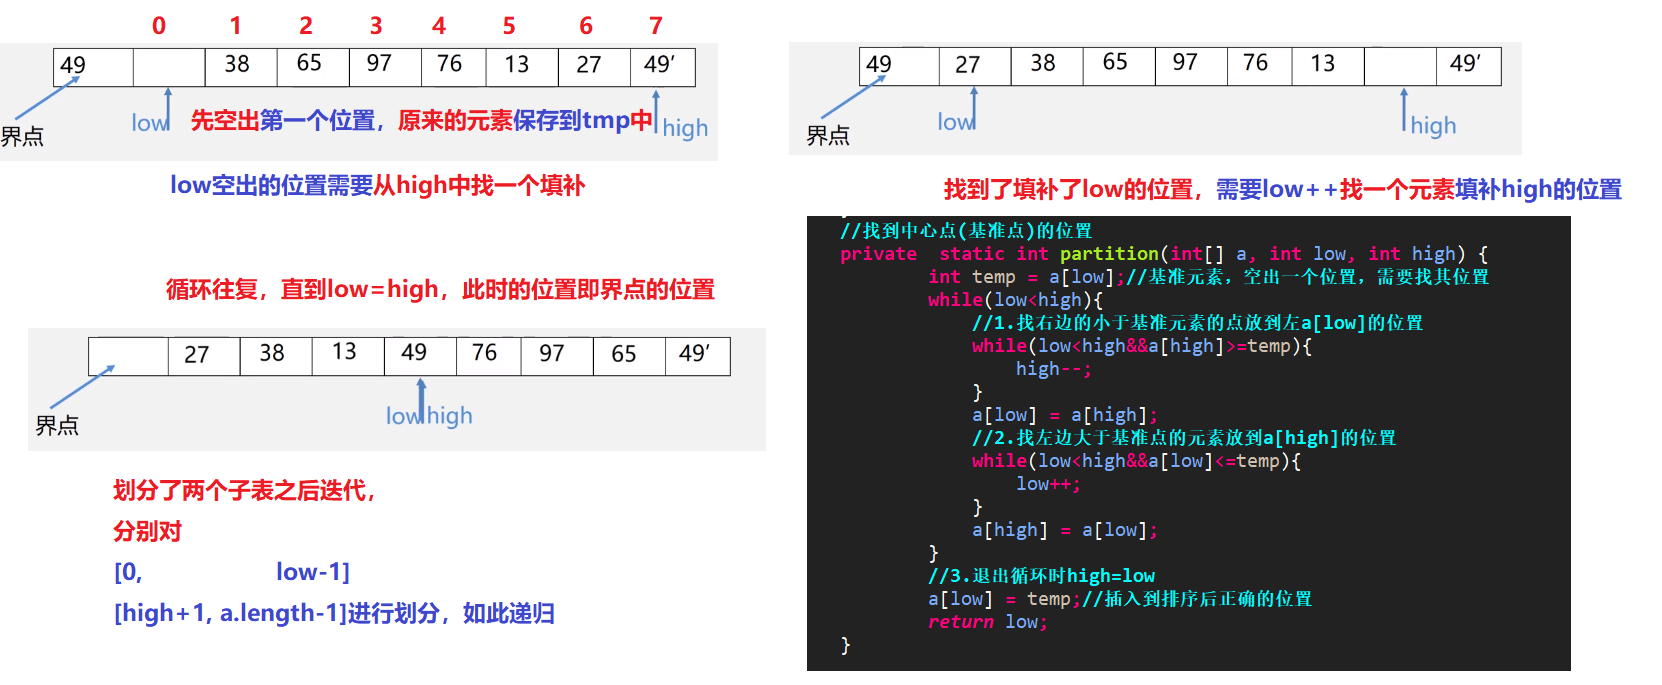 0 1 2 3 4 5 6 7
49 38 65 97 76 13 27 49′
界点
low
先空出第一个位置，原来的元素保存到tmp中
high
low空出的位置需要从high中找一个填补
49 27 38 65 97 76 13 49′
界点
low
high
找到了填补了low的位置，需要low++找一个元素填补high的位置
循环往复，直到low=high，此时的位置即界点的位置
27 38 13 49 76 97 65 49′
界点
low high
划分了两个子表之后迭代，
分别对
[0, low-1]
[high+1, a.length-1]进行划分，如此递归
//找到中心点(基准点)的位置
private static int partition(int[] a, int low, int high) {
int temp = a[low];//基准元素，空出一个位置，需要找其位置
while(low<high){
//1.找右边的小于基准元素的点放到左a[low]的位置
while(low<high&&a[high]>=temp){
high--;
}
a[low] = a[high];
//2.找左边大于基准点的元素放到a[high]的位置
while(low<high&&a[low]<=temp){
low++;
}
a[high] = a[low];
}
//3.退出循环时high=low
a[low] = temp;//插入到排序后正确的位置
return low;
}